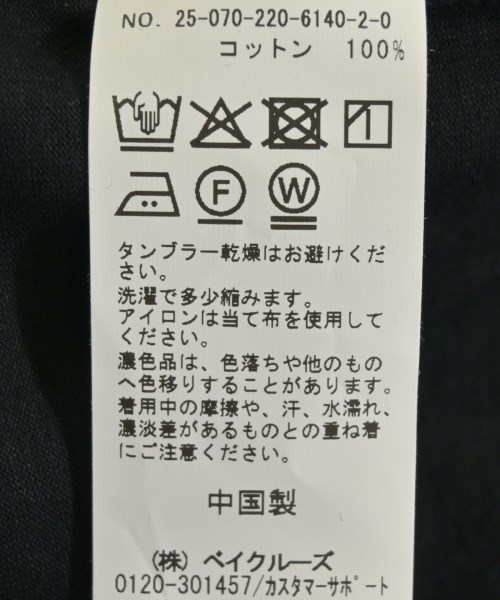 NO. 25-070-220-6140-2-0
コットン 100%
F W
タンブラー乾燥はお避けくだ
さい。
洗濯で多少縮みます。
アイロンは当て布を使用して
ください。
濃色品は、色落ちや他のもの
へ色移りすることがあります。
着用中の摩擦や、汗、水濡れ、
濃淡差があるものとの重ね着
にご注意ください。
中国製
(株) ベイクルーズ
0120-301457/カスタマーサポート